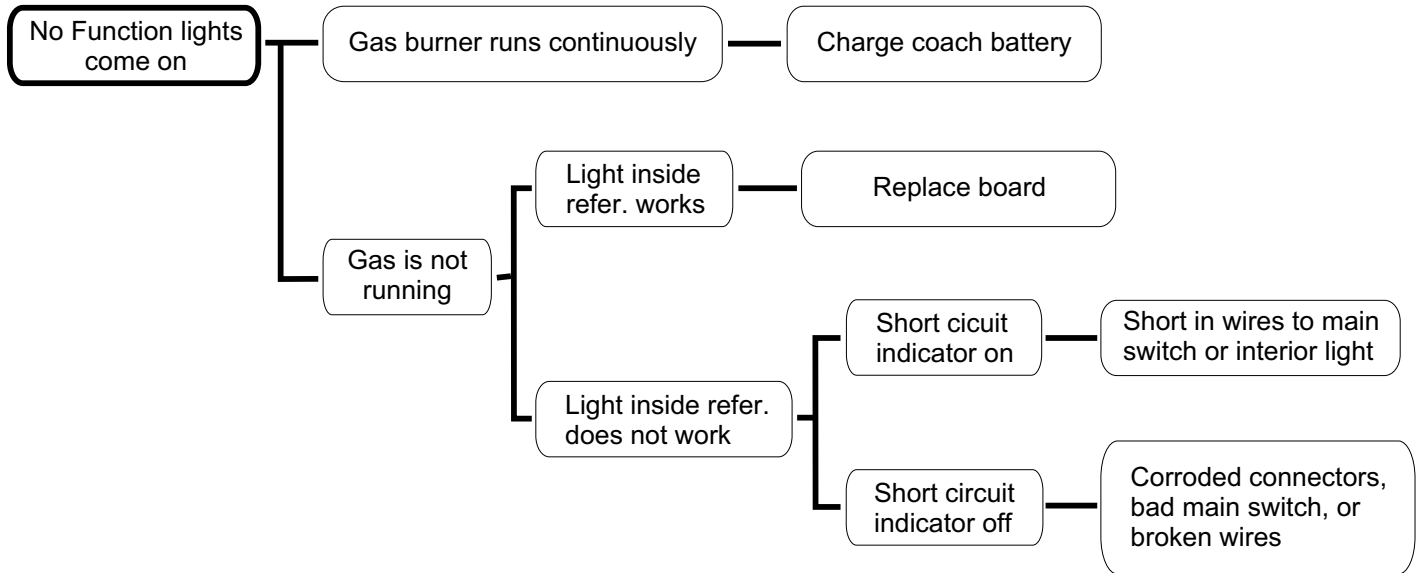 No Function lights
come on
Gas burner runs continuously
Charge coach battery
Light inside
refer. works
Replace board
Gas is not
running
Short cicuit
indicator on
Short in wires to main
switch or interior light
Light inside refer.
does not work
Short circuit
indicator off
Corroded connectors,
bad main switch, or
broken wires